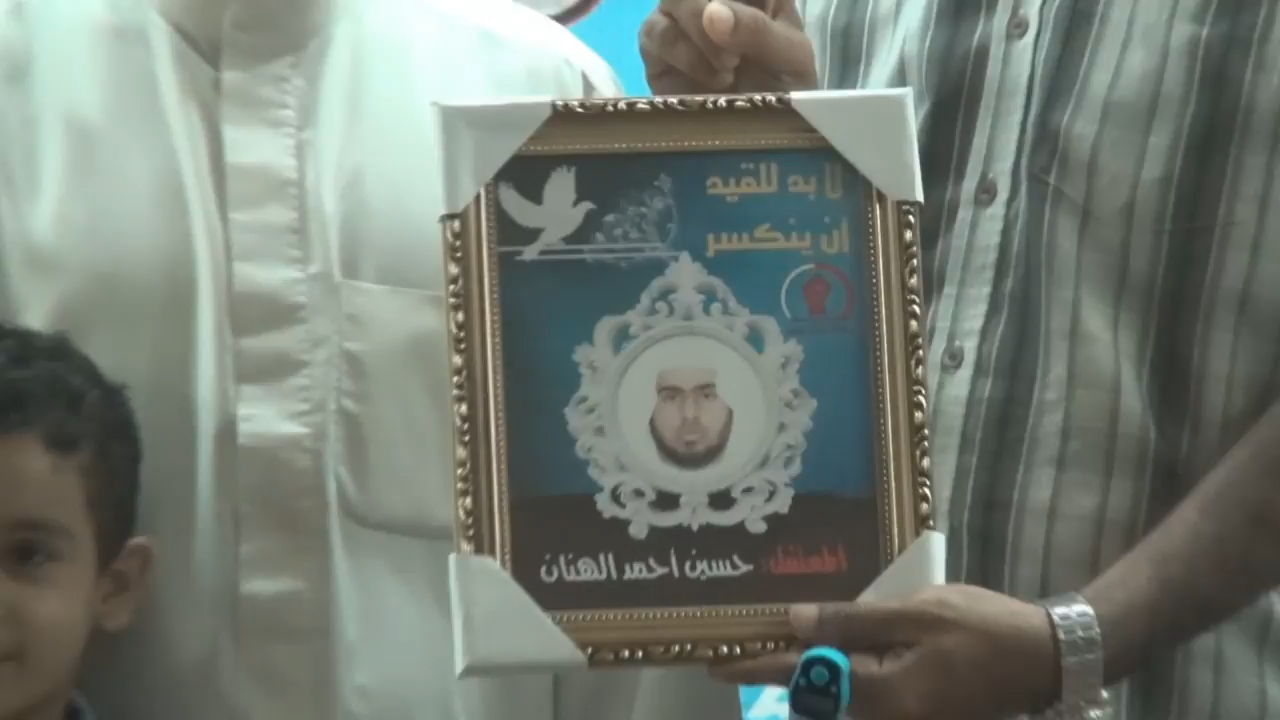 لا بد للقيد
أن ينكسر
المعتقل: حسين أحمد الهنان